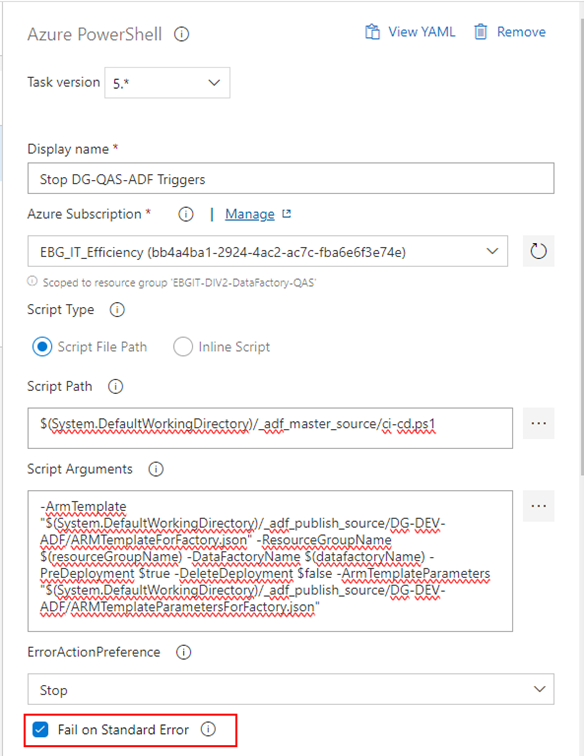 Azure PowerShell View YAML Remove
Task version 5.*
Display name *
Stop DG-QAS-ADF Triggers
Azure Subscription * | Manage
EBG_IT_Efficiency (bb4a4ba1-2924-4ac2-ac7c-fba6e6f3e74e)
Scoped to resource group 'EBGIT-DIV2-DataFactory-QAS'
Script Type
Script File Path Inline Script
Script Path
$(System.DefaultWorkingDirectory)/_adf_master_source/ci-cd.ps1
...
Script Arguments
-ArmTemplate
"$(System.DefaultWorkingDirectory)/_adf_publish_source/DG-DEV-
ADF/ARMTemplateForFactory.json" -ResourceGroupName
$(resourceGroupName) -DataFactoryName $(datafactoryName) -
PreDeployment $true -DeleteDeployment $false -ArmTemplateParameters
"$(System.DefaultWorkingDirectory)/_adf_publish_source/DG-DEV-
ADF/ARMTemplateParametersForFactory.json"
...
ErrorActionPreference
Stop
Fail on Standard Error